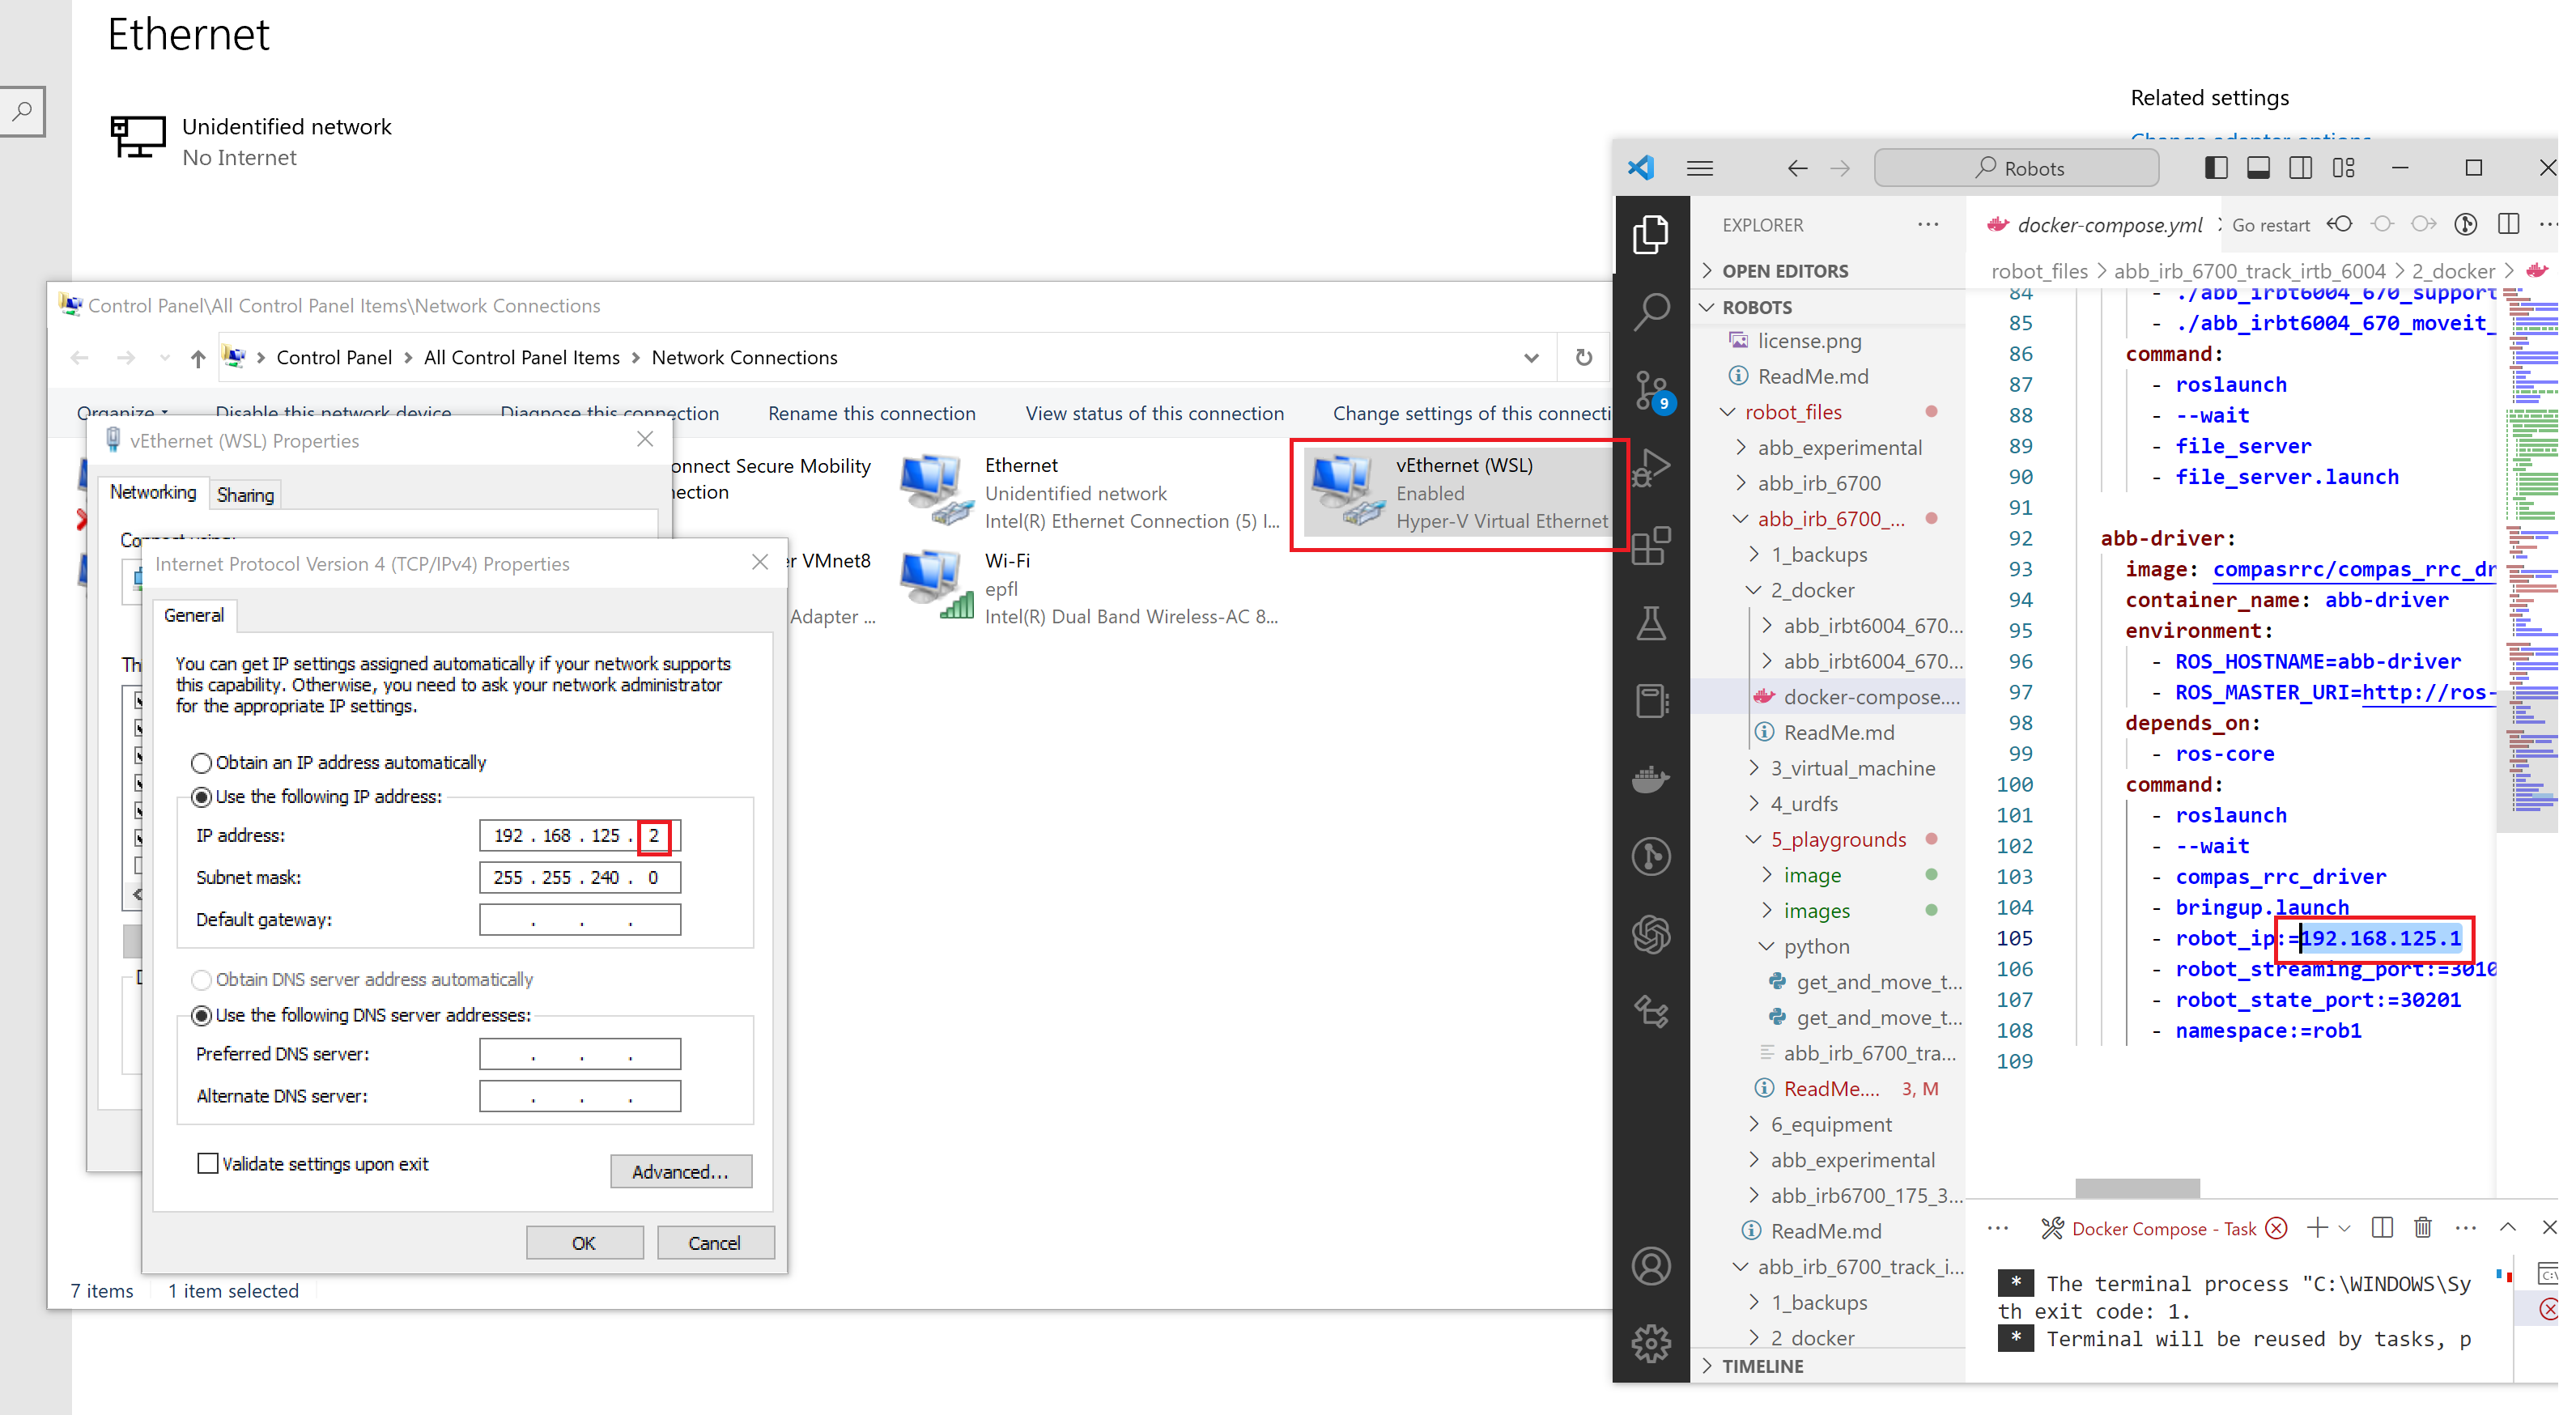 Ethernet
Unidentified network
No Internet
Related settings
Change adapter options
Control Panel\All Control Panel Items\Network Connections
Control Panel > All Control Panel Items > Network Connections
Organize
Disable this network device
Diagnose this connection
Rename this connection
View status of this connection
Change settings of this connecti
onnect Secure Mobility
nection
er VMnet8
Adapter ...
Ethernet
Unidentified network
Intel(R) Ethernet Connection (5) I...
Wi-Fi
epfl
Intel(R) Dual Band Wireless-AC 8...
vEthernet (WSL)
Enabled
Hyper-V Virtual Ethernet
7 items
1 item selected
vEthernet (WSL) Properties
Networking
Sharing
Connect using:
Th
Internet Protocol Version 4 (TCP/IPv4) Properties
General
You can get IP settings assigned automatically if your network supports
this capability. Otherwise, you need to ask your network administrator
for the appropriate IP settings.
Obtain an IP address automatically
Use the following IP address:
IP address: 192 . 168 . 125 . 2
Subnet mask: 255 . 255 . 240 . 0
Default gateway: . . .
Obtain DNS server address automatically
Use the following DNS server addresses:
Preferred DNS server: . . .
Alternate DNS server: . . .
Validate settings upon exit
Advanced...
OK
Cancel
Robots
EXPLORER
OPEN EDITORS
ROBOTS
license.png
ReadMe.md
robot_files
abb_experimental
abb_irb_6700
abb_irb_6700_...
1_backups
2_docker
abb_irbt6004_670...
abb_irbt6004_670...
docker-compose....
ReadMe.md
3_virtual_machine
4_urdfs
5_playgrounds
image
images
python
get_and_move_t...
get_and_move_t...
abb_irb_6700_tra...
ReadMe.... 3, M
6_equipment
abb_experimental
abb_irb6700_175_3...
ReadMe.md
abb_irb_6700_track_i...
1_backups
2_docker
TIMELINE
9
docker-compose.yml
Go restart
robot_files > abb_irb_6700_track_irtb_6004 > 2_docker >
84 - ./abb_irbt6004_670_support
85 - ./abb_irbt6004_670_moveit_
86 command:
87 - roslaunch
88 - --wait
89 - file_server
90 - file_server.launch
91
92 abb-driver:
93 image: compasrrc/compas_rrc_dr
94 container_name: abb-driver
95 environment:
96 - ROS_HOSTNAME=abb-driver
97 - ROS_MASTER_URI=http://ros-
98 depends_on:
99 - ros-core
100 command:
101 - roslaunch
102 - --wait
103 - compas_rrc_driver
104 - bringup.launch
105 - robot_ip:=192.168.125.1
106 - robot_streaming_port:=3010
107 - robot_state_port:=30201
108 - namespace:=rob1
109
Docker Compose - Task
* The terminal process "C:\WINDOWS\Sy
th exit code: 1.
* Terminal will be reused by tasks, p